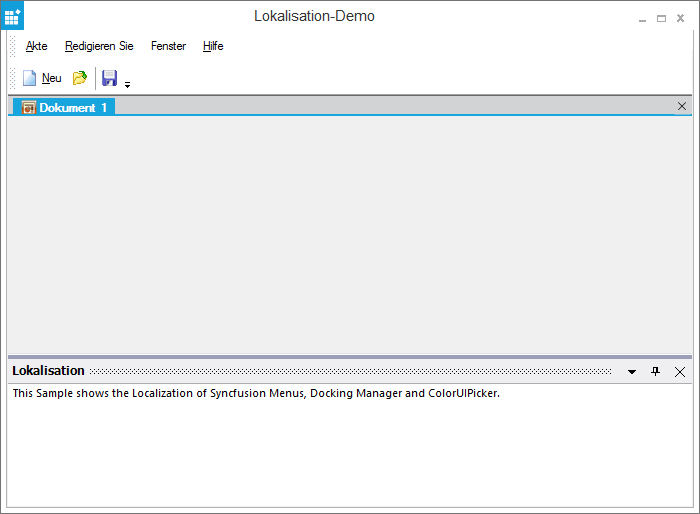 Lokalisation-Demo
Akte Redigieren Sie Fenster Hilfe
Neu
Dokument 1
Lokalisation
This Sample shows the Localization of Syncfusion Menus, Docking Manager and ColorUIPicker.